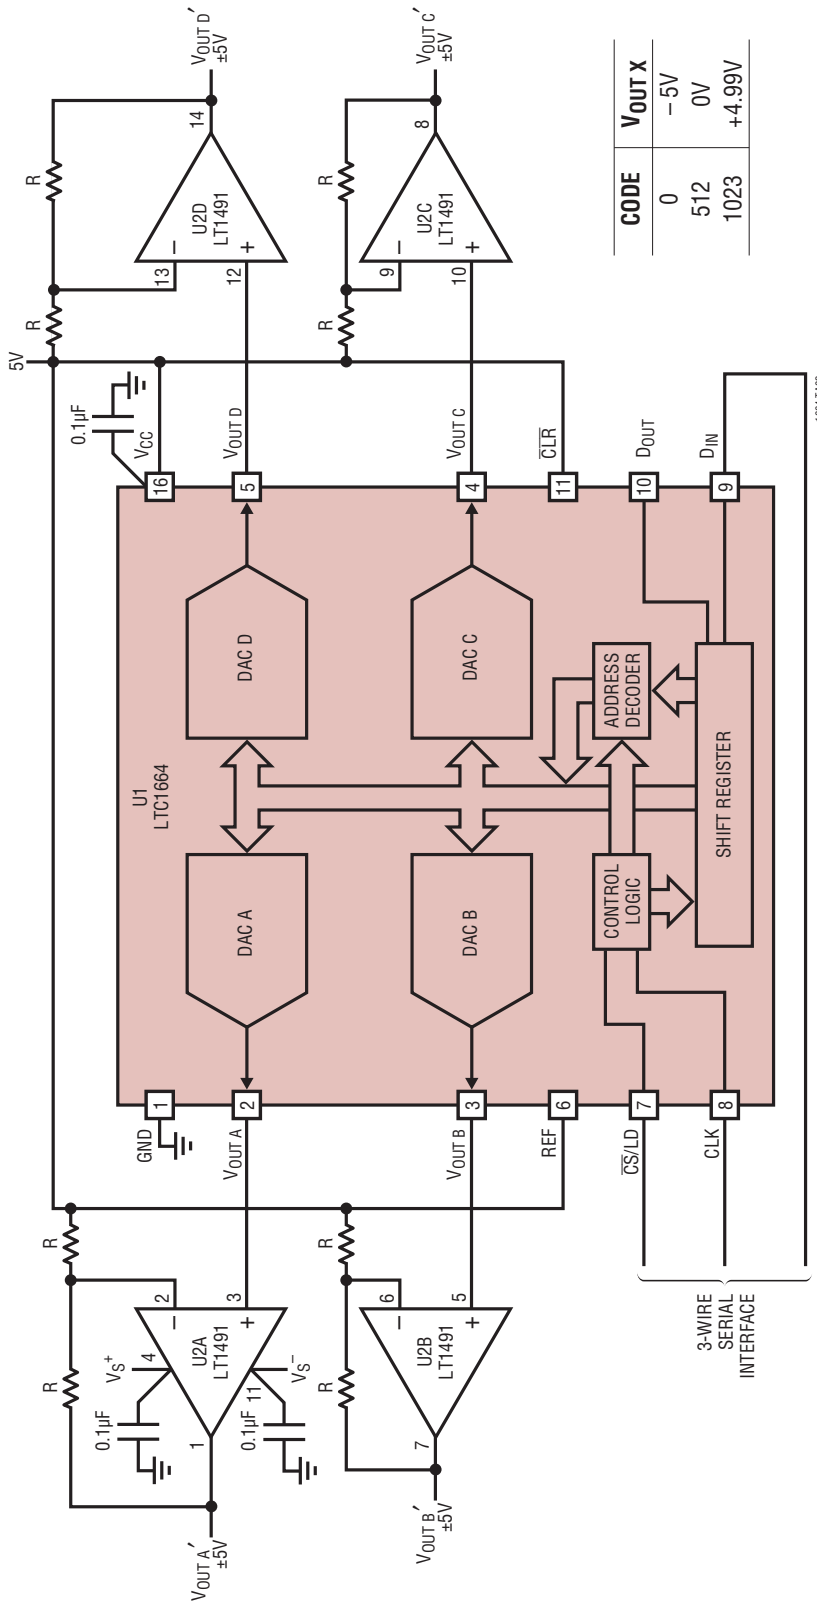 5V
0.1µF
VCC
16
R
R
13
12
U2D
LT1491
−
+
14
VOUT D′
±5V
VOUT D
5
R
R
9
10
U2C
LT1491
−
+
8
VOUT C′
±5V
VOUT C
4
CLR
11
DOUT
10
DIN
9
U1
LTC1664
DAC D
DAC C
DAC A
DAC B
ADDRESS
DECODER
CONTROL
LOGIC
SHIFT REGISTER
GND
1
VOUT A
2
VOUT B
3
REF
6
CS/LD
7
CLK
8
R
R
2
3
U2A
LT1491
−
+
4
VS+
0.1µF
11
VS−
0.1µF
1
VOUT A′
±5V
R
R
6
5
U2B
LT1491
−
+
7
VOUT B′
±5V
3-WIRE
SERIAL
INTERFACE
CODE VOUT X
0 –5V
512 0V
1023 +4.99V